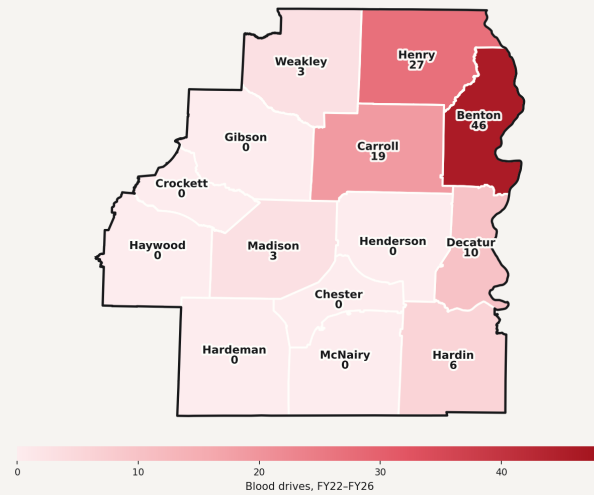 Henry
27
Weakley
3
Benton
46
Gibson
0
Carroll
19
Crockett
0
Haywood
0
Madison
3
Henderson
0
Decatur
10
Chester
0
Hardeman
0
McNairy
0
Hardin
6
0 10 20 30 40
Blood drives, FY22–FY26